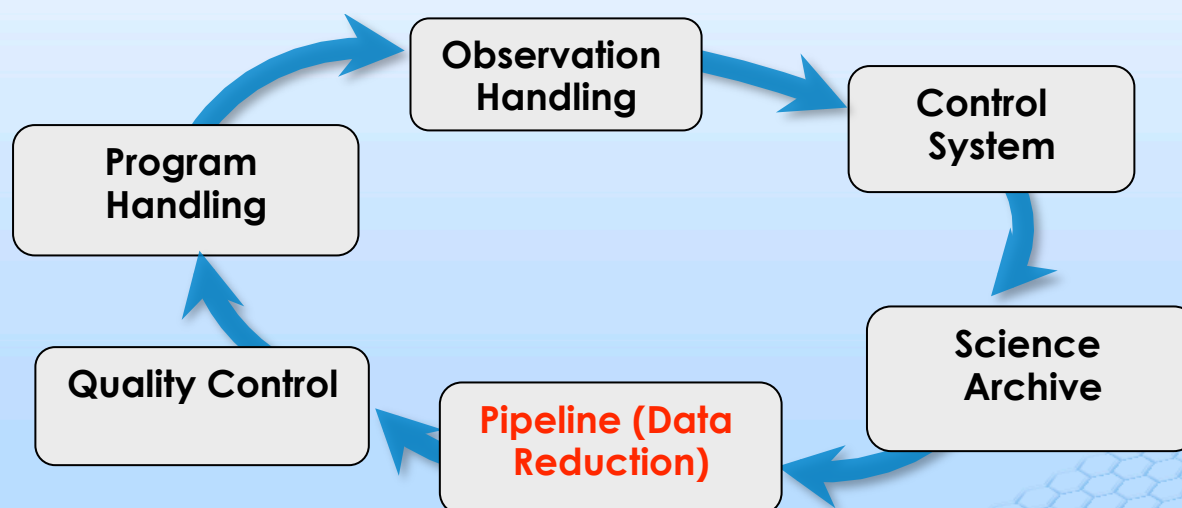 Observation
Handling
Control
System
Program
Handling
Science
Archive
Quality Control
Pipeline (Data
Reduction)